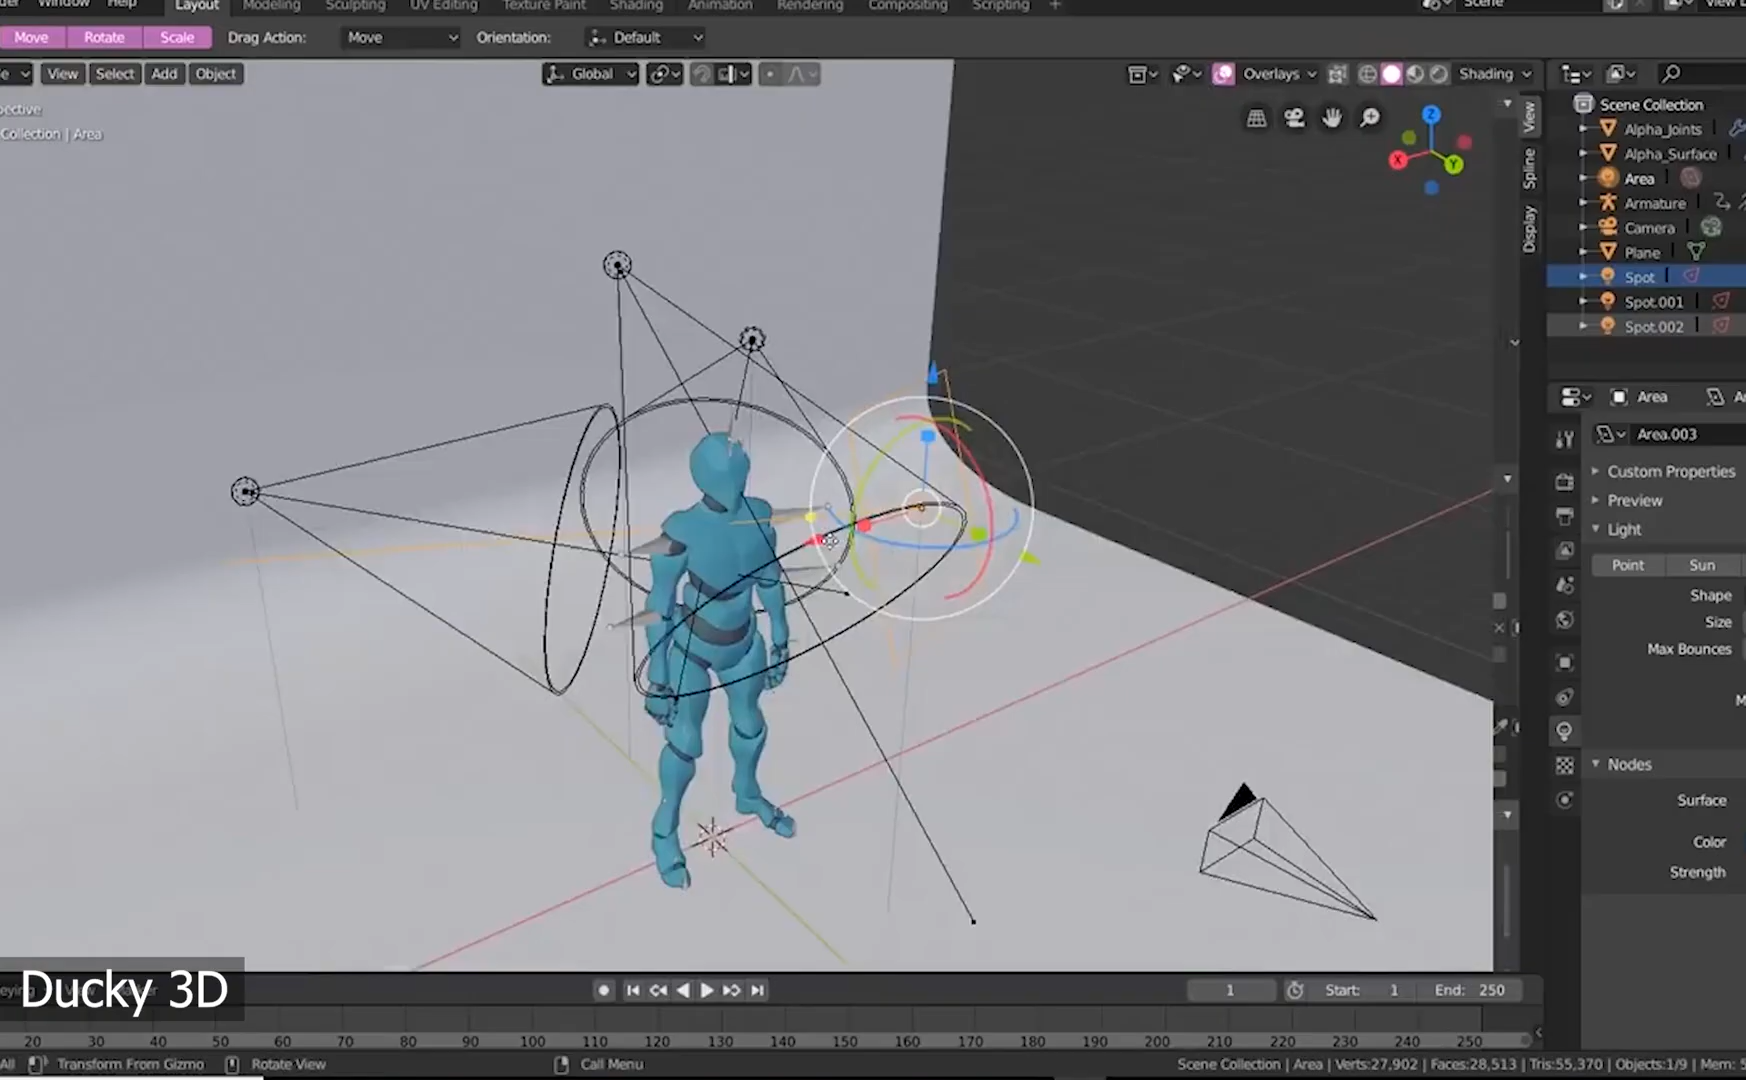 Window Help Layout Modeling Sculpting UV Editing Texture Paint Shading Animation Rendering Compositing Scripting + Scene
Move Rotate Scale Drag Action: Move Orientation: Default
View Select Add Object Global Overlays Shading
Collection | Area
X Y Z
View
Spline
Display
Scene Collection
Alpha_Joints
Alpha_Surface
Area
Armature
Camera
Plane
Spot
Spot.001
Spot.002
Area
Area.003
Custom Properties
Preview
Light
Point Sun
Shape
Size
Max Bounces
Nodes
Surface
Color
Strength
Ducky 3D
1 Start: 1 End: 250
20 30 40 50 60 70 80 90 100 110 120 130 140 150 160 170 180 190 200 210 220 230 240 250
Transform From Gizmo Rotate View Call Menu Scene Collection | Area | Verts:27,902 | Faces:28,513 | Tris:55,370 | Objects:1/9 | Mem: